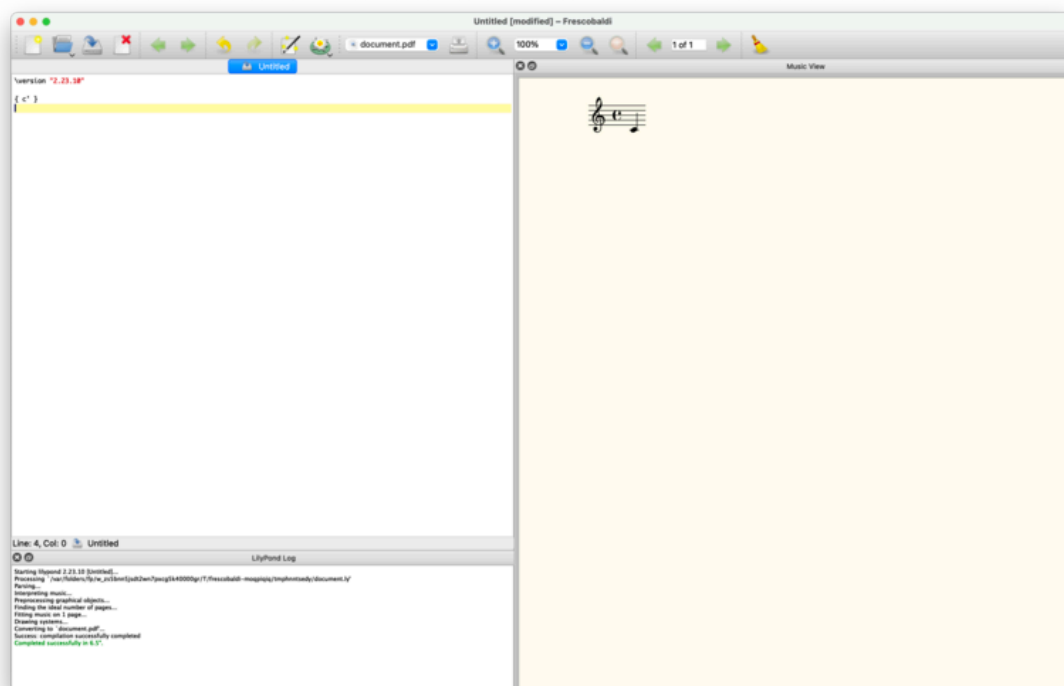 Untitled [modified] – Frescobaldi
document.pdf
100%
1 of 1
Untitled
Music View
\version "2.23.10"
{ c' }
Line: 4, Col: 0 Untitled
LilyPond Log
Starting lilypond 2.23.10 [Untitled]...
Parsing...
Interpreting music...
Preprocessing graphical objects...
Finding the ideal number of pages...
Fitting music on 1 page...
Drawing systems...
Converting to `document.pdf'...
Success: compilation successfully completed
Completed successfully in 6.5".